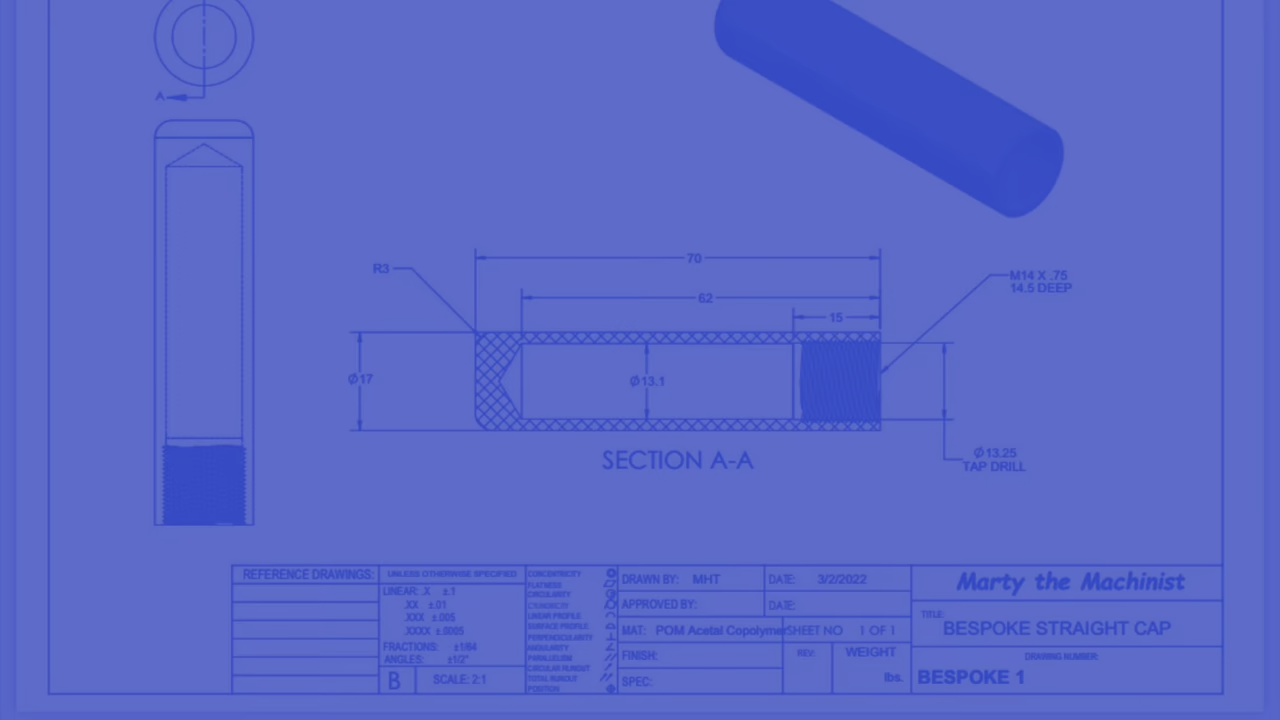 A
70
R3
M14 X .75
14.5 DEEP
62
15
Ø17
Ø13.1
SECTION A-A
Ø13.25
TAP DRILL
REFERENCE DRAWINGS:
UNLESS OTHERWISE SPECIFIED
LINEAR: .X ±.1
.XX ±.01
.XXX ±.005
.XXXX ±.0005
FRACTIONS: ±1/64
ANGLES: ±1/2°
B
SCALE: 2:1
CONCENTRICITY
FLATNESS
CIRCULARITY
CYLINDRICITY
LINEAR PROFILE
SURFACE PROFILE
PERPENDICULARITY
ANGULARITY
PARALLELISM
CIRCULAR RUNOUT
TOTAL RUNOUT
POSITION
DRAWN BY: MHT
DATE: 3/2/2022
APPROVED BY:
DATE:
MAT: POM Acetal Copolymer
SHEET NO 1 OF 1
FINISH:
REV:
WEIGHT
SPEC:
lbs.
Marty the Machinist
TITLE:
BESPOKE STRAIGHT CAP
DRAWING NUMBER:
BESPOKE 1